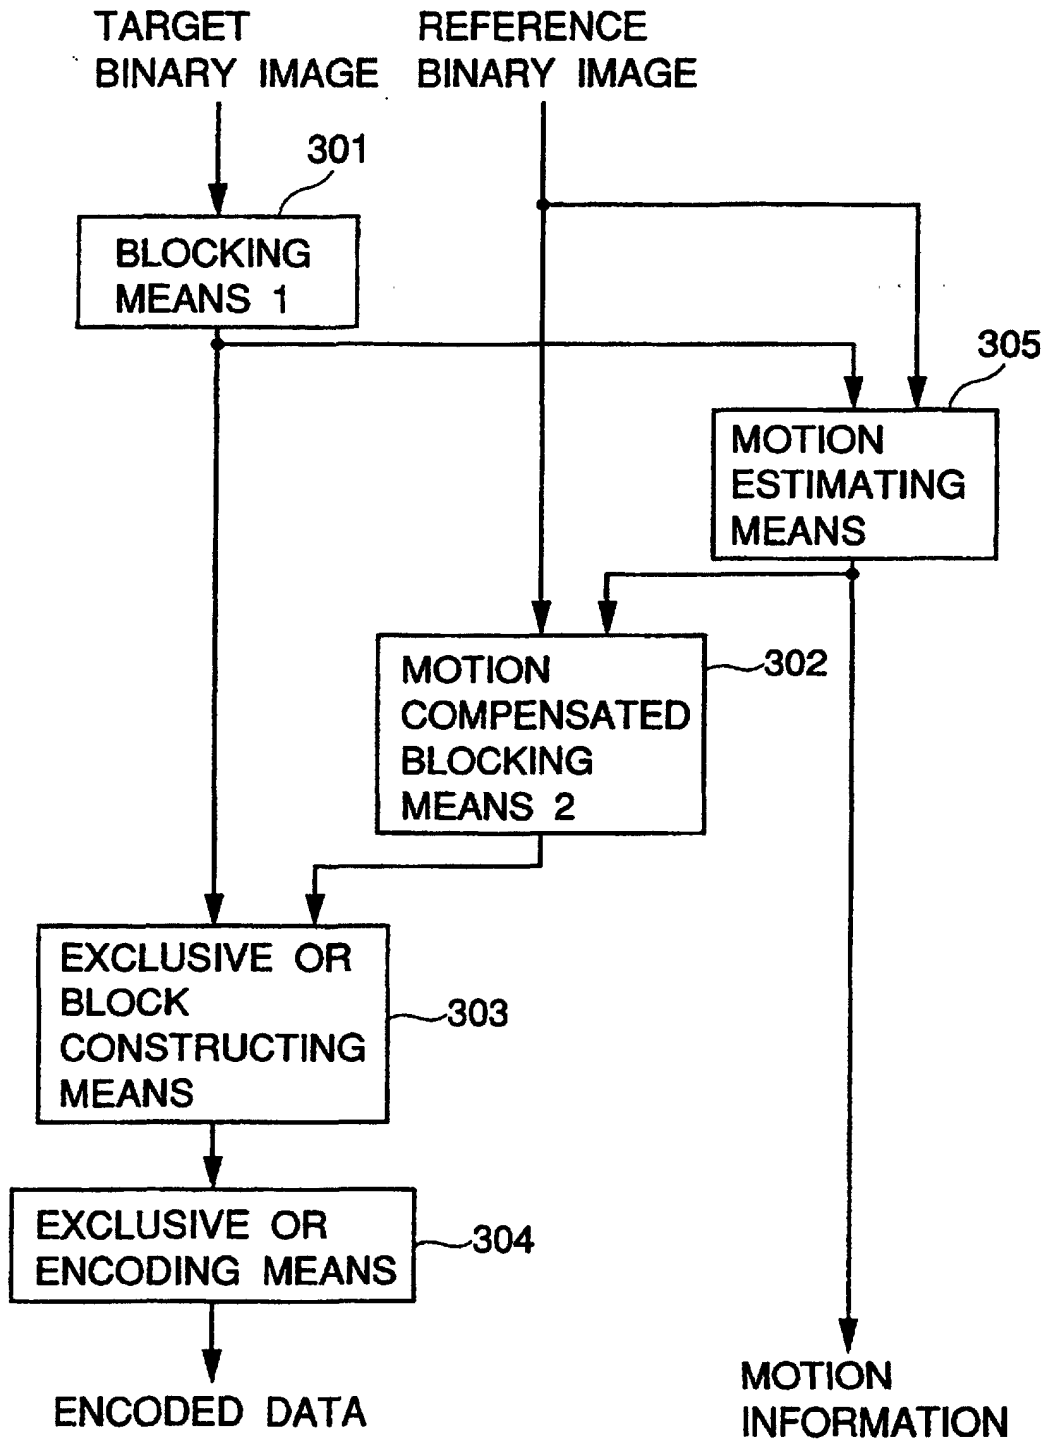 TARGET
BINARY IMAGE
REFERENCE
BINARY IMAGE
301
BLOCKING
MEANS 1
305
MOTION
ESTIMATING
MEANS
302
MOTION
COMPENSATED
BLOCKING
MEANS 2
EXCLUSIVE OR
BLOCK
CONSTRUCTING
MEANS
303
EXCLUSIVE OR
ENCODING MEANS
304
ENCODED DATA
MOTION
INFORMATION